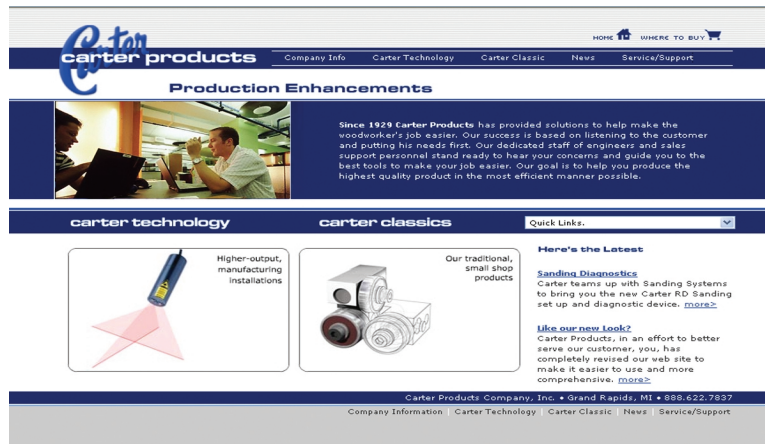 HOME WHERE TO BUY
Carter
carter products
Company Info Carter Technology Carter Classic News Service/Support
Production Enhancements
Since 1929 Carter Products has provided solutions to help make the
woodworker's job easier. Our success is based on listening to the customer
and putting his needs first. Our dedicated staff of engineers and sales
support personnel stand ready to hear your concerns and guide you to the
best tools to make your job easier. Our goal is to help you produce the
highest quality product in the most efficient manner possible.
carter technology carter classics Quick Links.
Higher-output,
manufacturing
installations
Our traditional,
small shop
products
Here's the Latest
Sanding Diagnostics
Carter teams up with Sanding Systems
to bring you the new Carter RD Sanding
set up and diagnostic device. more>
Like our new Look?
Carter Products, in an effort to better
serve our customer, you, has
completely revised our web site to
make it easier to use and more
comprehensive. more>
Carter Products Company, Inc. • Grand Rapids, MI • 888.622.7837
Company Information | Carter Technology | Carter Classic | News | Service/Support